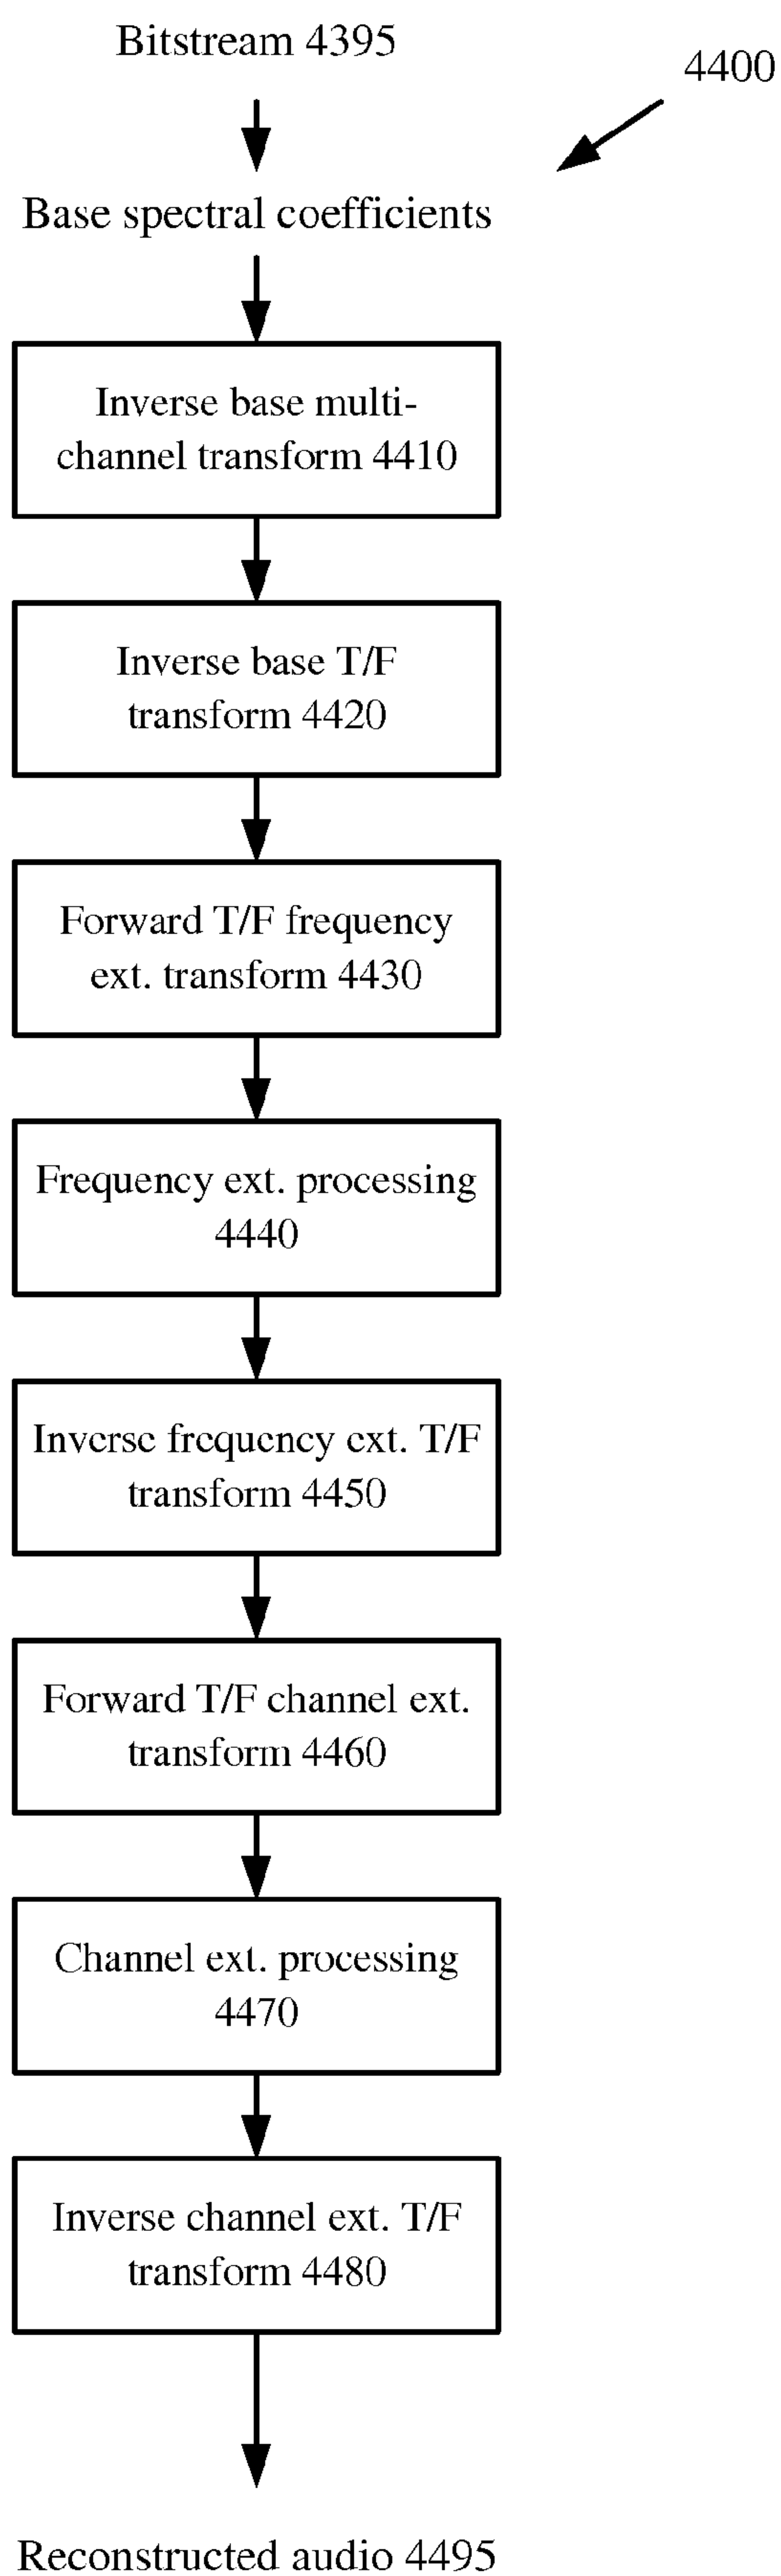 Bitstream 4395
4400
Base spectral coefficients
Inverse base multi-
channel transform 4410
Inverse base T/F
transform 4420
Forward T/F frequency
ext. transform 4430
Frequency ext. processing
4440
Inverse frequency ext. T/F
transform 4450
Forward T/F channel ext.
transform 4460
Channel ext. processing
4470
Inverse channel ext. T/F
transform 4480
Reconstructed audio 4495